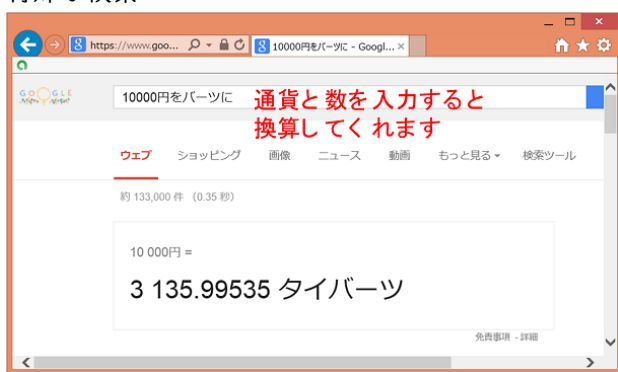 https://www.goo...
10000円をバーツに - Googl... ×
GOOGLE
10000円をバーツに
通貨と数を入力すると
換算してくれます
ウェブ ショッピング 画像 ニュース 動画 もっと見る 検索ツール
約 133,000 件 (0.35 秒)
10 000円 =
3 135.99535 タイバーツ
免責事項 - 詳細